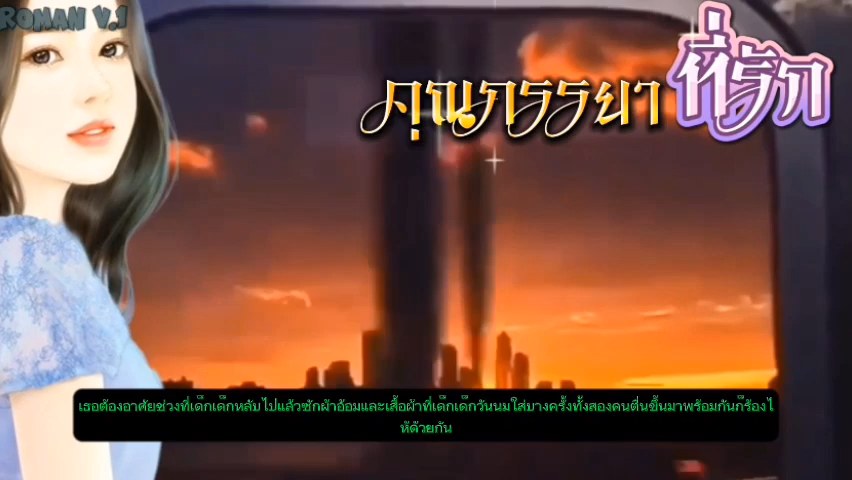 ROMAN V.1
คุณภรรยา ที่รัก
เธอต้องอาศัยช่วงที่เด็กเด็กหลับไปแล้วซักผ้าอ้อมและเสื้อผ้าที่เด็กเด็กวันนมใส่บางครั้งทั้งสองคนตื่นขึ้นมาพร้อมกันก็ร้องไ
ห้ด้วยกัน